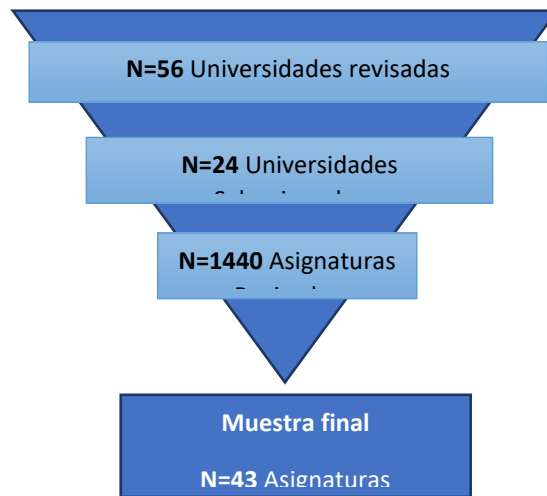 N=56 Universidades revisadas
N=24 Universidades
N=1440 Asignaturas
Muestra final
N=43 Asignaturas